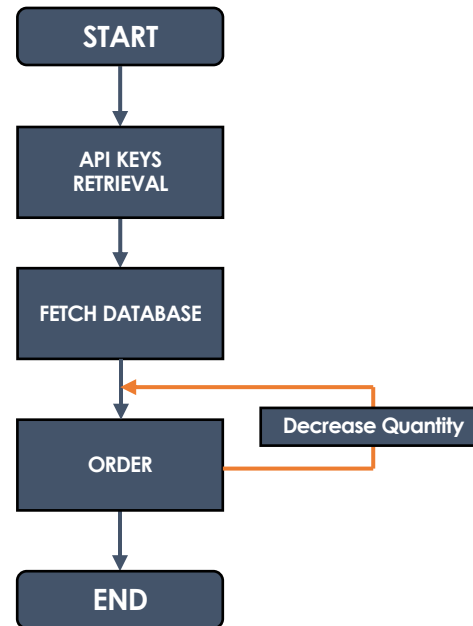 START
API KEYS
RETRIEVAL
FETCH DATABASE
Decrease Quantity
ORDER
END